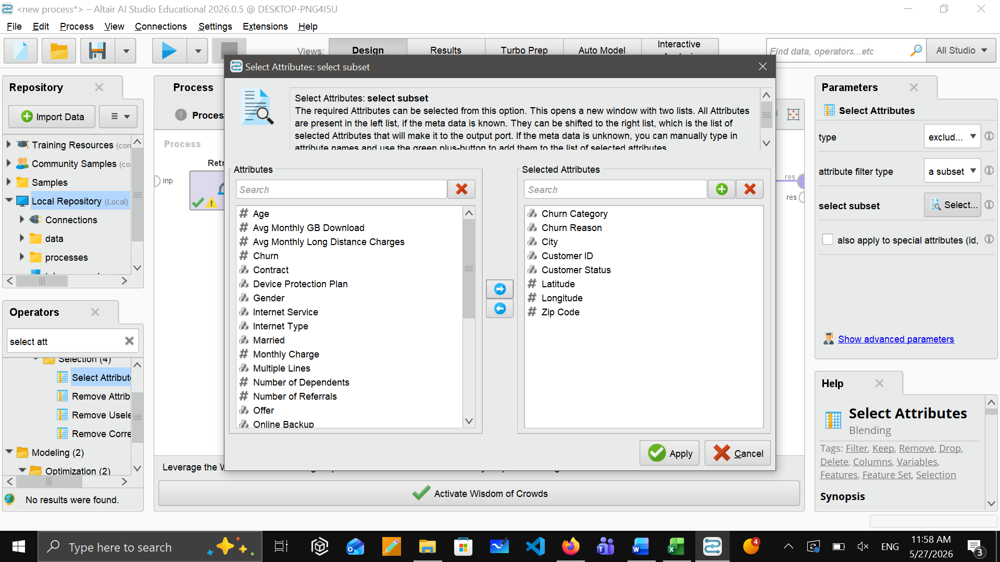 <new process*> – Altair AI Studio Educational 2026.0.5 @ DESKTOP-PNG4I5U
File Edit Process View Connections Settings Extensions Help
Views: Design Results Turbo Prep Auto Model Interactive
Find data, operators...etc All Studio
Repository
Import Data
Training Resources (con
Community Samples (co
Samples
Local Repository (Local)
Connections
data
processes
Operators
select att
Selection (4)
Select Attribute
Remove Attrib
Remove Usele
Remove Corre
Modeling (2)
Optimization (2)
No results were found.
Process
Proces
Process
Retr
inp
res
res
Leverage the W
Activate Wisdom of Crowds
Select Attributes: select subset
Select Attributes: select subset
The required Attributes can be selected from this option. This opens a new window with two lists. All Attributes
are present in the left list, if the meta data is known. They can be shifted to the right list, which is the list of
selected Attributes that will make it to the output port. If the meta data is unknown, you can manually type in
attribute names and use the green plus-button to add them to the list of selected attributes.
Attributes
Search
Age
Avg Monthly GB Download
Avg Monthly Long Distance Charges
Churn
Contract
Device Protection Plan
Gender
Internet Service
Internet Type
Married
Monthly Charge
Multiple Lines
Number of Dependents
Number of Referrals
Offer
Online Backup
Selected Attributes
Search
Churn Category
Churn Reason
City
Customer ID
Customer Status
Latitude
Longitude
Zip Code
Apply
Cancel
Parameters
Select Attributes
type exclud...
attribute filter type a subset
select subset Select...
also apply to special attributes (id,
Show advanced parameters
Help
Select Attributes
Blending
Tags: Filter, Keep, Remove, Drop,
Delete, Columns, Variables,
Features, Feature Set, Selection
Synopsis
Type here to search
4
ENG
11:58 AM
5/27/2026
3